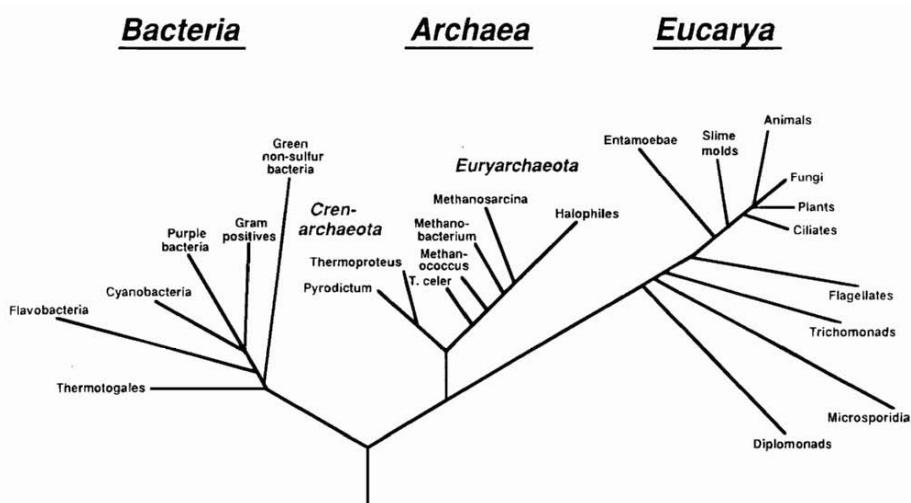 Bacteria
Archaea
Eucarya
Green
non-sulfur
bacteria
Gram
positives
Purple
bacteria
Cyanobacteria
Flavobacteria
Thermotogales
Cren-
archaeota
Thermoproteus
Pyrodictum
Euryarchaeota
Methanosarcina
Methano-
bacterium
Methan-
ococcus
T. celer
Halophiles
Entamoebae
Slime
molds
Animals
Fungi
Plants
Ciliates
Flagellates
Trichomonads
Microsporidia
Diplomonads